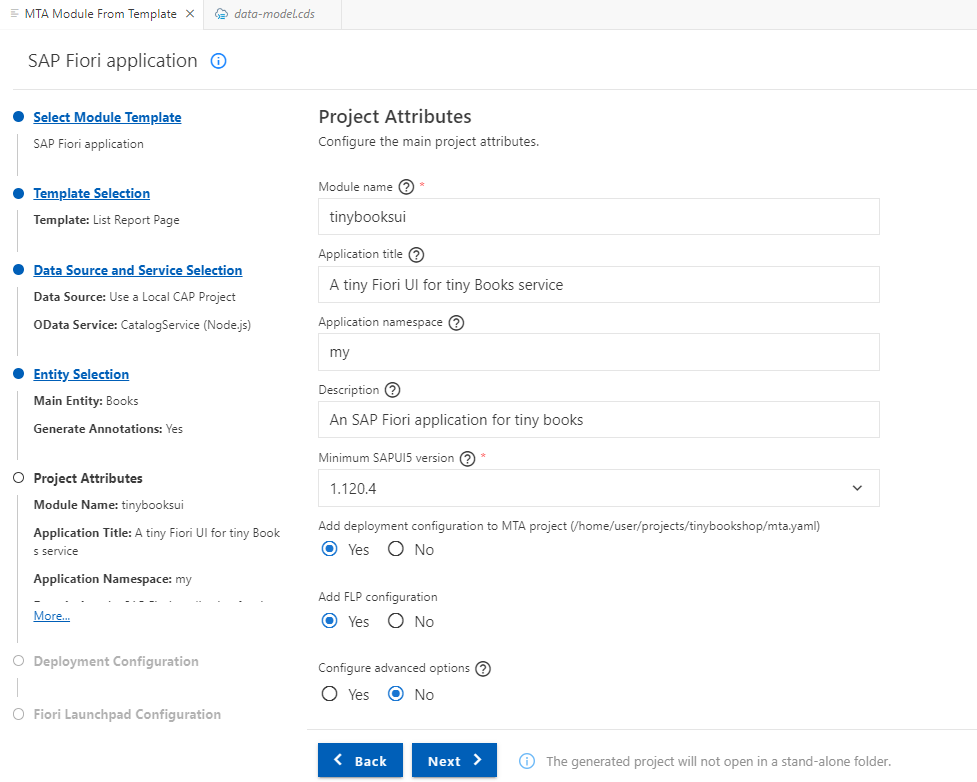 MTA Module From Template
data-model.cds
SAP Fiori application
Select Module Template
SAP Fiori application
Template Selection
Template: List Report Page
Data Source and Service Selection
Data Source: Use a Local CAP Project
OData Service: CatalogService (Node.js)
Entity Selection
Main Entity: Books
Generate Annotations: Yes
Project Attributes
Module Name: tinybooksui
Application Title: A tiny Fiori UI for tiny Book
s service
Application Namespace: my
More...
Deployment Configuration
Fiori Launchpad Configuration
Project Attributes
Configure the main project attributes.
Module name ? *
tinybooksui
Application title ?
A tiny Fiori UI for tiny Books service
Application namespace ?
my
Description ?
An SAP Fiori application for tiny books
Minimum SAPUI5 version ? *
1.120.4
Add deployment configuration to MTA project (/home/user/projects/tinybookshop/mta.yaml)
Yes No
Add FLP configuration
Yes No
Configure advanced options ?
Yes No
Back Next
The generated project will not open in a stand-alone folder.